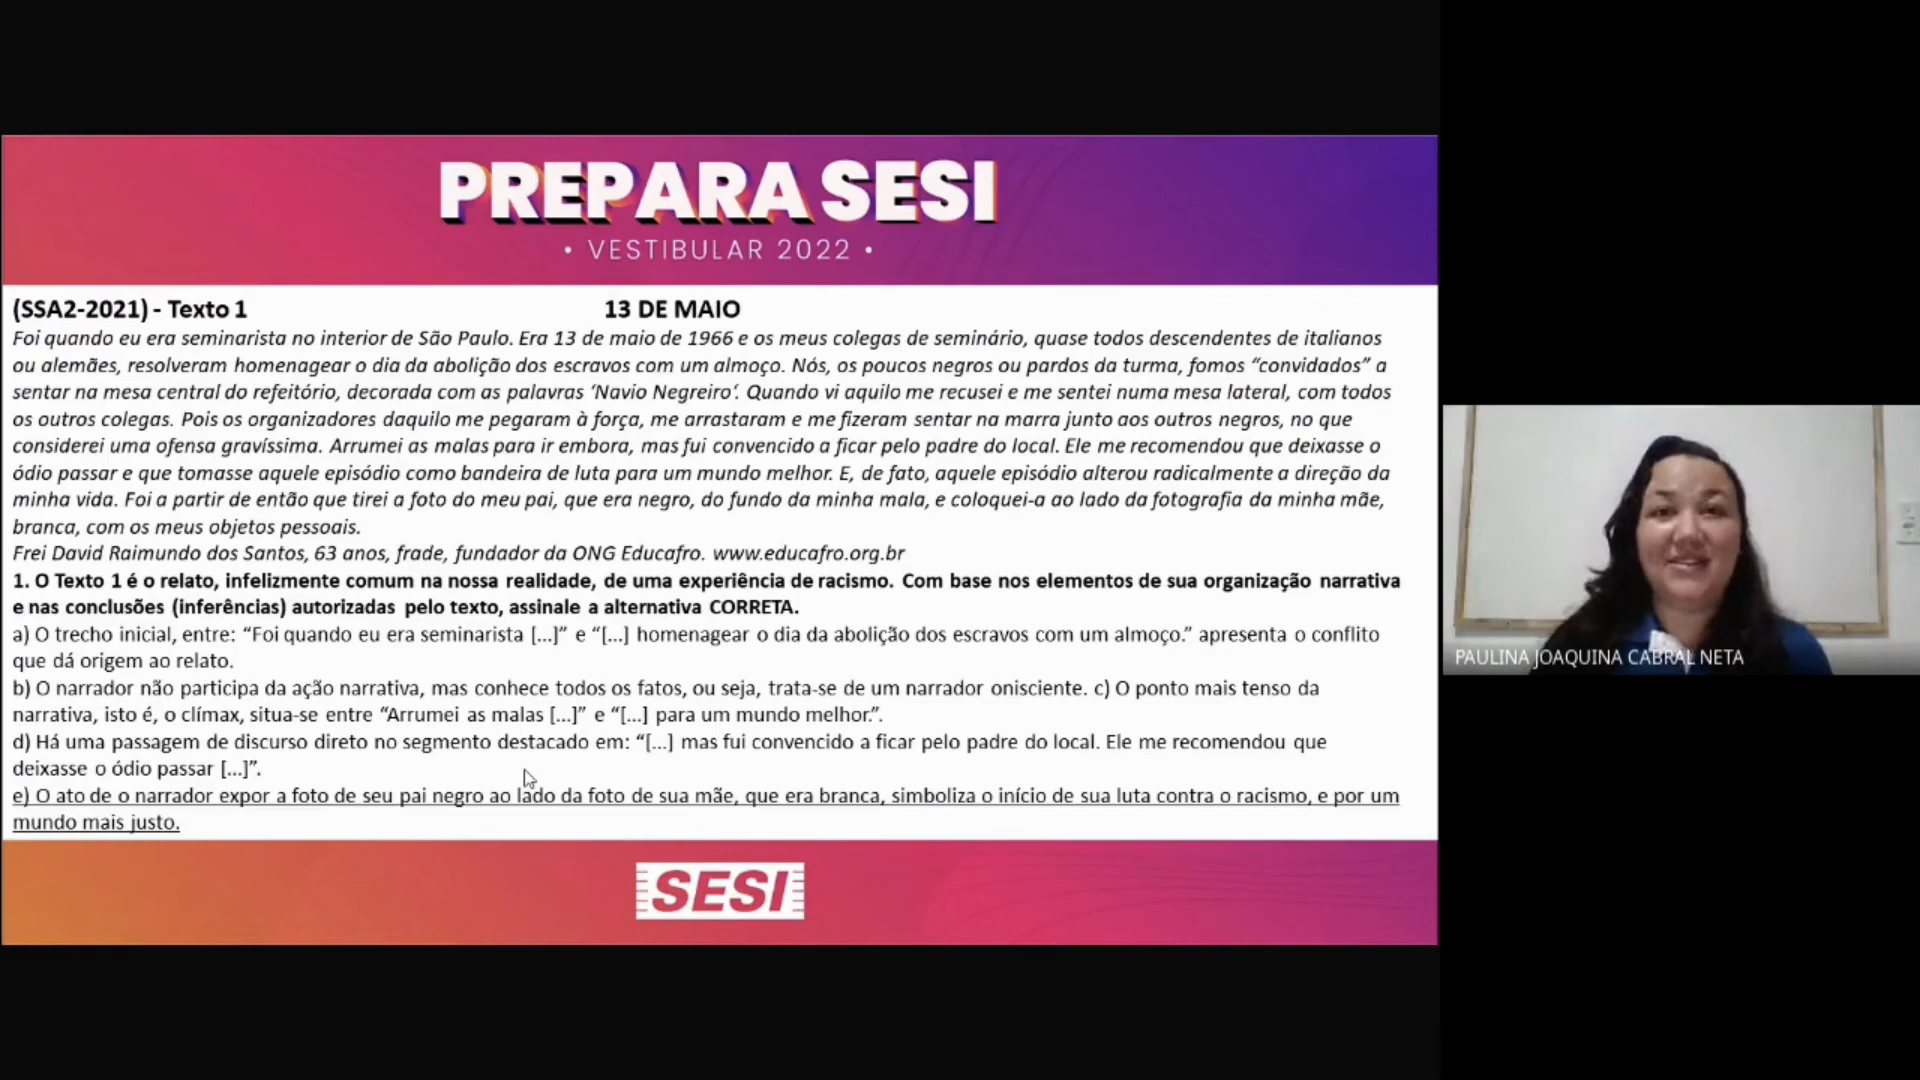 PREPARA SESI
• VESTIBULAR 2022 •
(SSA2-2021) - Texto 1 13 DE MAIO
Foi quando eu era seminarista no interior de São Paulo. Era 13 de maio de 1966 e os meus colegas de seminário, quase todos descendentes de italianos
ou alemães, resolveram homenagear o dia da abolição dos escravos com um almoço. Nós, os poucos negros ou pardos da turma, fomos “convidados” a
sentar na mesa central do refeitório, decorada com as palavras ‘Navio Negreiro‘. Quando vi aquilo me recusei e me sentei numa mesa lateral, com todos
os outros colegas. Pois os organizadores daquilo me pegaram à força, me arrastaram e me fizeram sentar na marra junto aos outros negros, no que
considerei uma ofensa gravíssima. Arrumei as malas para ir embora, mas fui convencido a ficar pelo padre do local. Ele me recomendou que deixasse o
ódio passar e que tomasse aquele episódio como bandeira de luta para um mundo melhor. E, de fato, aquele episódio alterou radicalmente a direção da
minha vida. Foi a partir de então que tirei a foto do meu pai, que era negro, do fundo da minha mala, e coloquei-a ao lado da fotografia da minha mãe,
branca, com os meus objetos pessoais.
Frei David Raimundo dos Santos, 63 anos, frade, fundador da ONG Educafro. www.educafro.org.br
1. O Texto 1 é o relato, infelizmente comum na nossa realidade, de uma experiência de racismo. Com base nos elementos de sua organização narrativa
e nas conclusões (inferências) autorizadas pelo texto, assinale a alternativa CORRETA.
a) O trecho inicial, entre: “Foi quando eu era seminarista [...]” e “[...] homenagear o dia da abolição dos escravos com um almoço.” apresenta o conflito
que dá origem ao relato.
b) O narrador não participa da ação narrativa, mas conhece todos os fatos, ou seja, trata-se de um narrador onisciente. c) O ponto mais tenso da
narrativa, isto é, o clímax, situa-se entre “Arrumei as malas [...]” e “[...] para um mundo melhor.”.
d) Há uma passagem de discurso direto no segmento destacado em: “[...] mas fui convencido a ficar pelo padre do local. Ele me recomendou que
deixasse o ódio passar [...]”.
e) O ato de o narrador expor a foto de seu pai negro ao lado da foto de sua mãe, que era branca, simboliza o início de sua luta contra o racismo, e por um
mundo mais justo.
SESI
PAULINA JOAQUINA CABRAL NETA